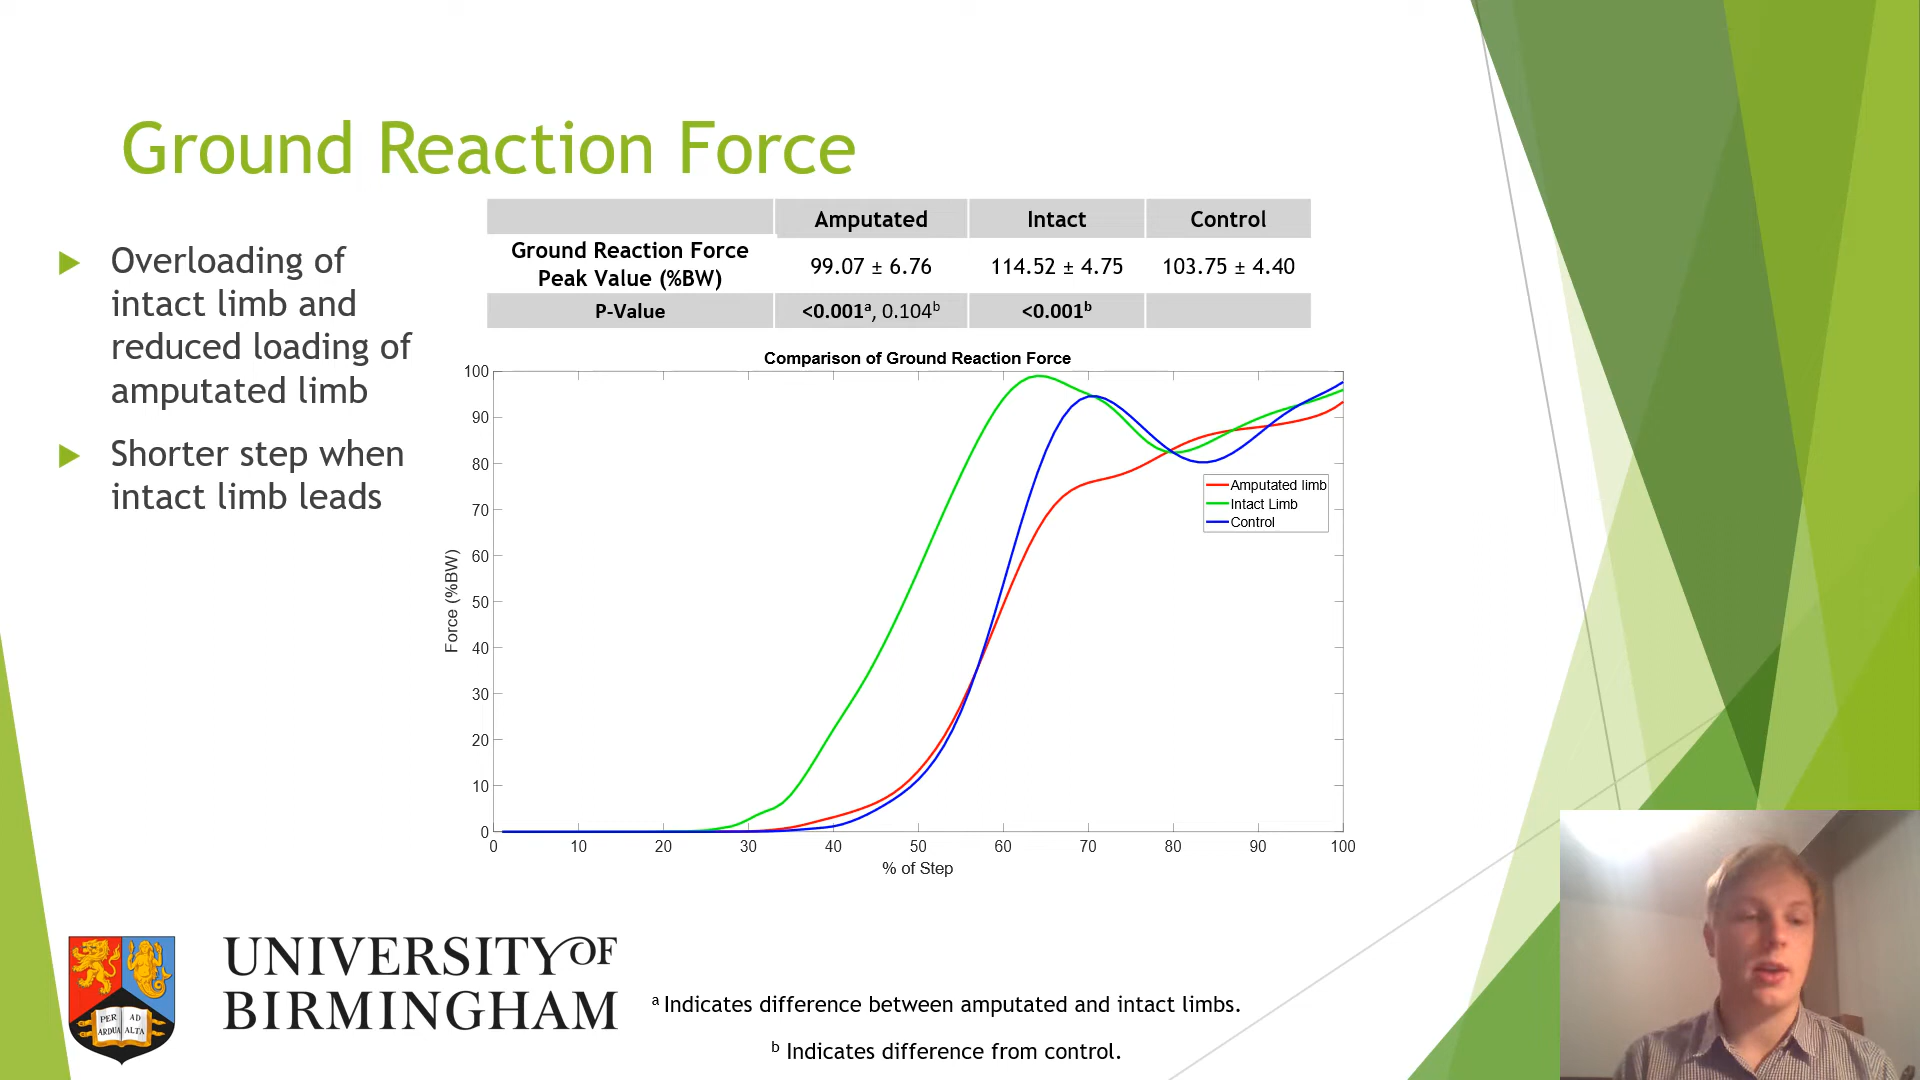 Ground Reaction Force
Overloading of
intact limb and
reduced loading of
amputated limb
Shorter step when
intact limb leads
Amputated Intact Control
Ground Reaction Force
Peak Value (%BW) 99.07 ± 6.76 114.52 ± 4.75 103.75 ± 4.40
P-Value <0.001ᵃ, 0.104ᵇ <0.001ᵇ
Comparison of Ground Reaction Force
100
90
80
70
60
50
40
30
20
10
0
Force (%BW)
Amputated limb
Intact Limb
Control
0 10 20 30 40 50 60 70 80 90 100
% of Step
PER AD
ARDUA ALTA
UNIVERSITY OF
BIRMINGHAM
ᵃ Indicates difference between amputated and intact limbs.
ᵇ Indicates difference from control.